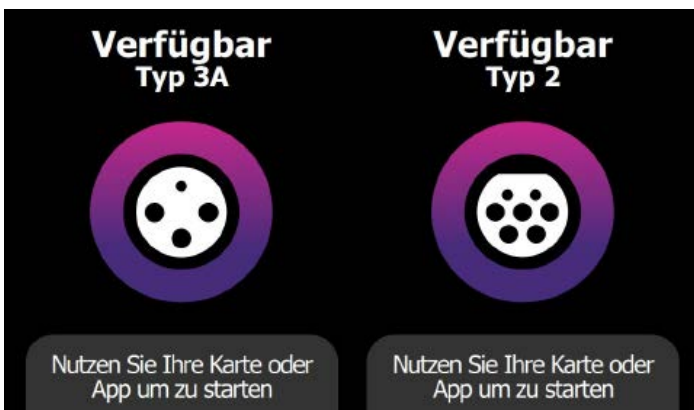 Verfügbar
Typ 3A
Nutzen Sie Ihre Karte oder
App um zu starten
Verfügbar
Typ 2
Nutzen Sie Ihre Karte oder
App um zu starten